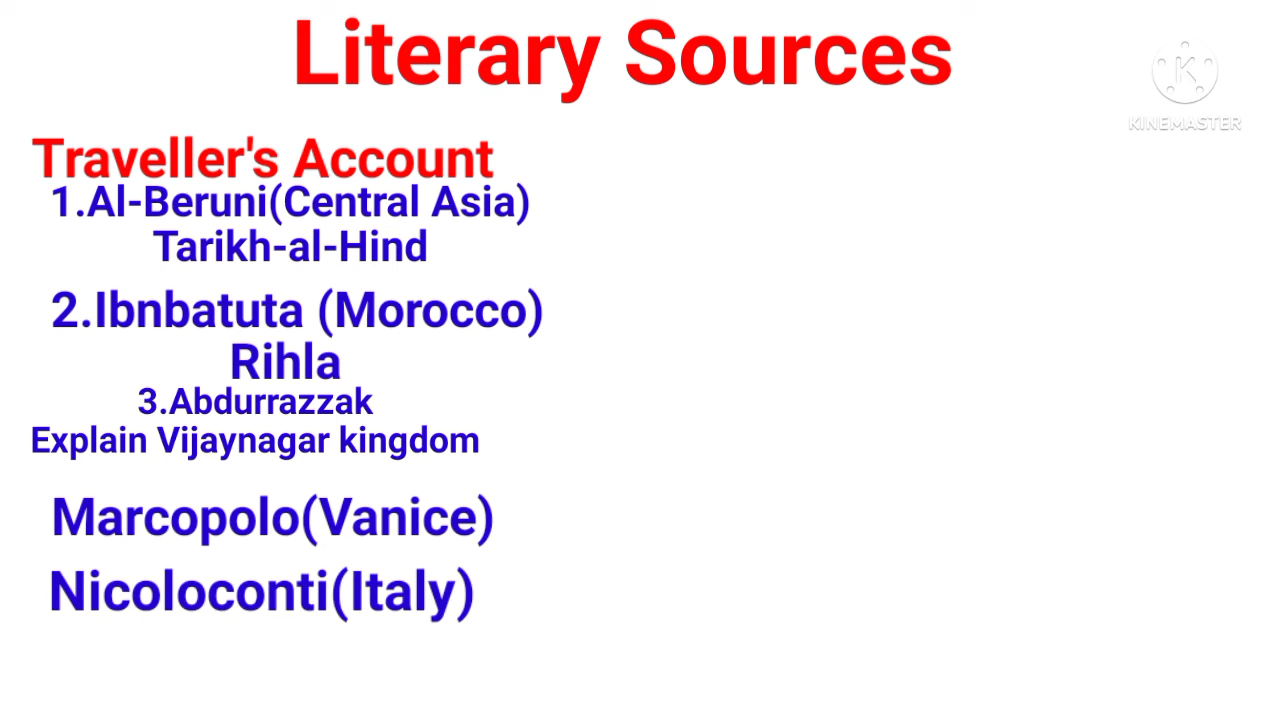 Literary Sources
KINEMASTER
Traveller's Account
1.Al-Beruni(Central Asia)
Tarikh-al-Hind
2.Ibnbatuta (Morocco)
Rihla
3.Abdurrazzak
Explain Vijaynagar kingdom
Marcopolo(Vanice)
Nicoloconti(Italy)